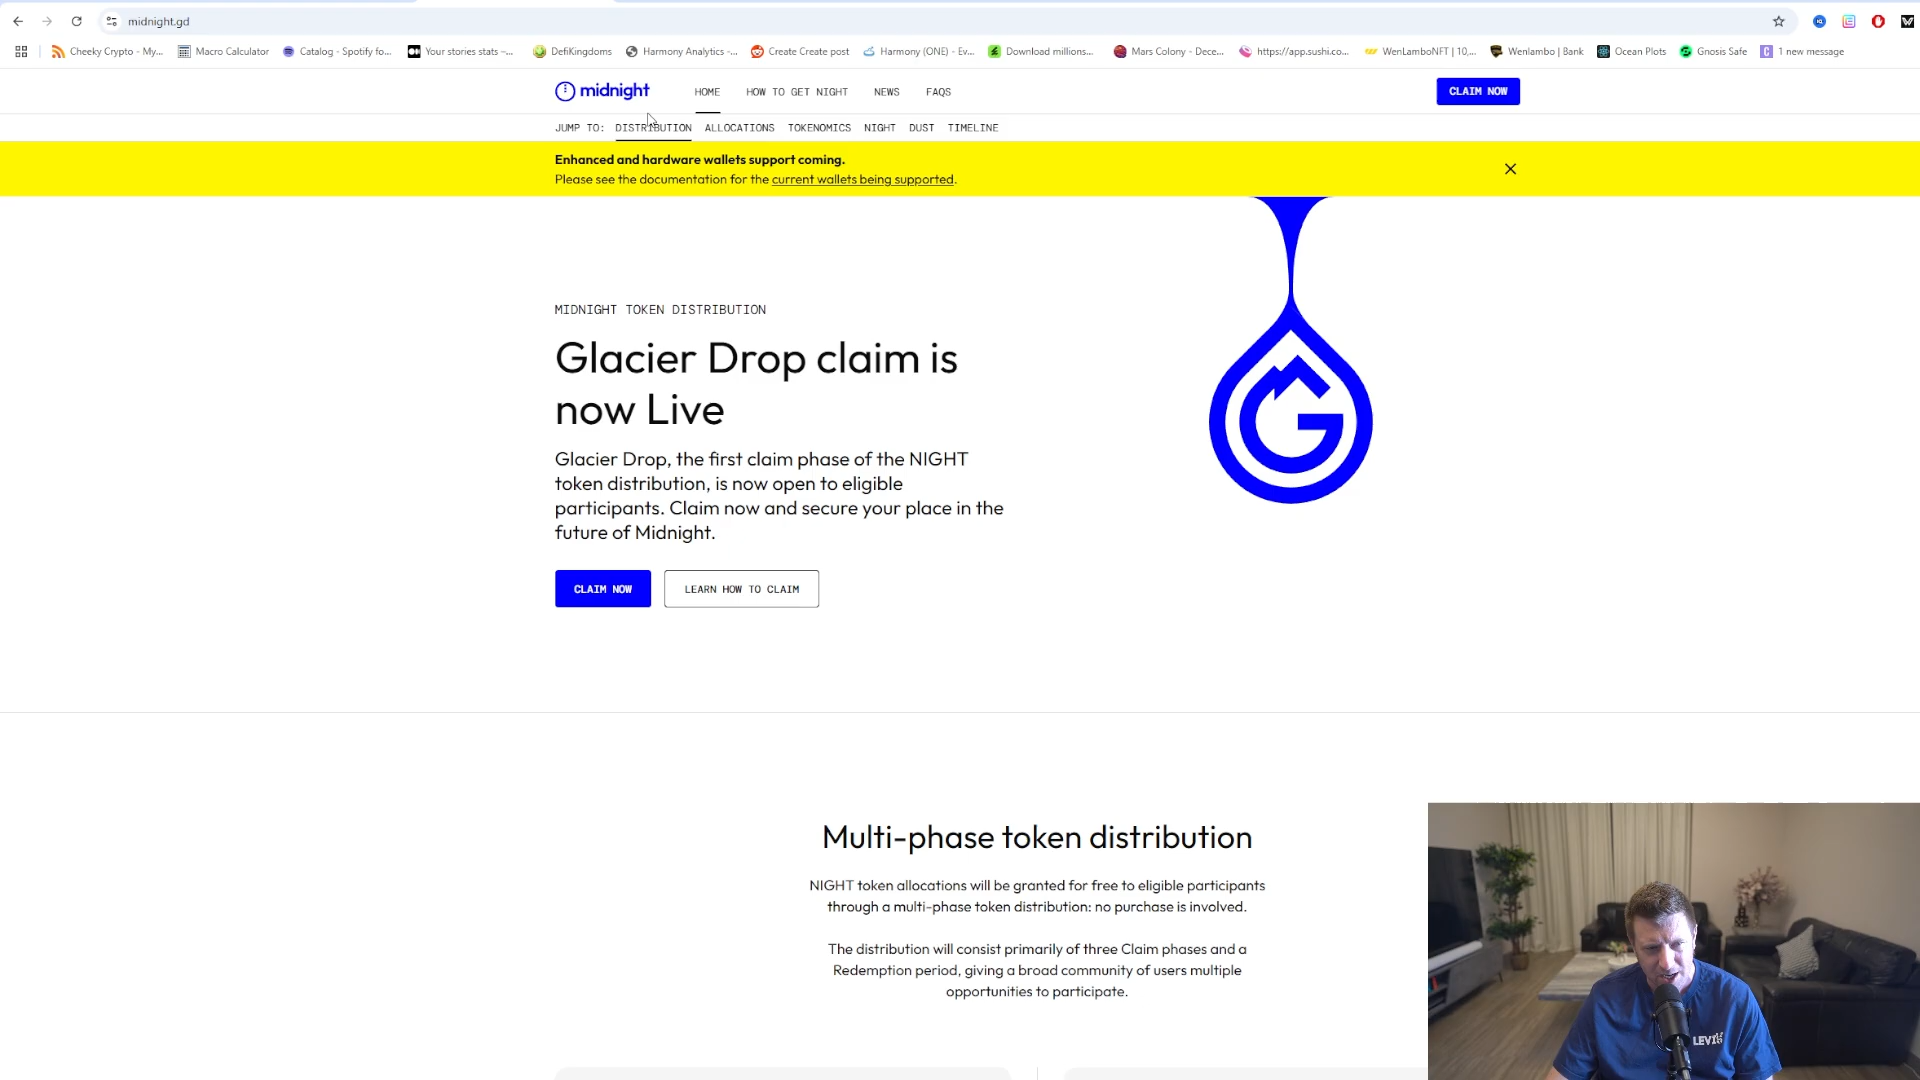 midnight.gd
Cheeky Crypto - My...
Macro Calculator
Catalog - Spotify fo...
Your stories stats –...
DefiKingdoms
Harmony Analytics -...
Create Create post
Harmony (ONE) - Ev...
Download millions...
Mars Colony - Dece...
https://app.sushi.co...
WenLamboNFT | 10,...
Wenlambo | Bank
Ocean Plots
Gnosis Safe
1 new message
midnight
HOME
HOW TO GET NIGHT
NEWS
FAQS
CLAIM NOW
JUMP TO:
DISTRIBUTION
ALLOCATIONS
TOKENOMICS
NIGHT
DUST
TIMELINE
Enhanced and hardware wallets support coming.
Please see the documentation for the current wallets being supported.
MIDNIGHT TOKEN DISTRIBUTION
Glacier Drop claim is
now Live
Glacier Drop, the first claim phase of the NIGHT
token distribution, is now open to eligible
participants. Claim now and secure your place in the
future of Midnight.
CLAIM NOW
LEARN HOW TO CLAIM
G
Multi-phase token distribution
NIGHT token allocations will be granted for free to eligible participants
through a multi-phase token distribution: no purchase is involved.
The distribution will consist primarily of three Claim phases and a
Redemption period, giving a broad community of users multiple
opportunities to participate.